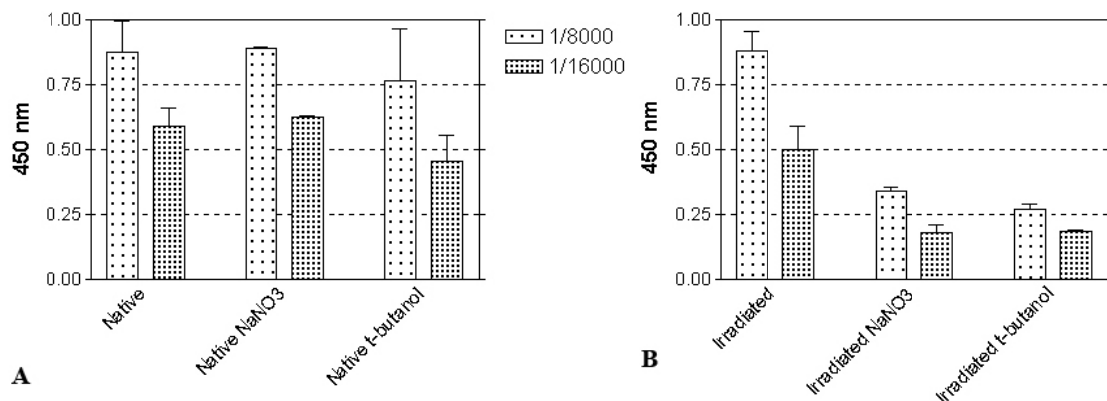 1.00
0.75
0.50
0.25
0.00
450 nm
Native
Native NaNO3
Native t-butanol
A
1/8000
1/16000
1.00
0.75
0.50
0.25
0.00
450 nm
Irradiated
Irradiated NaNO3
Irradiated t-butanol
B